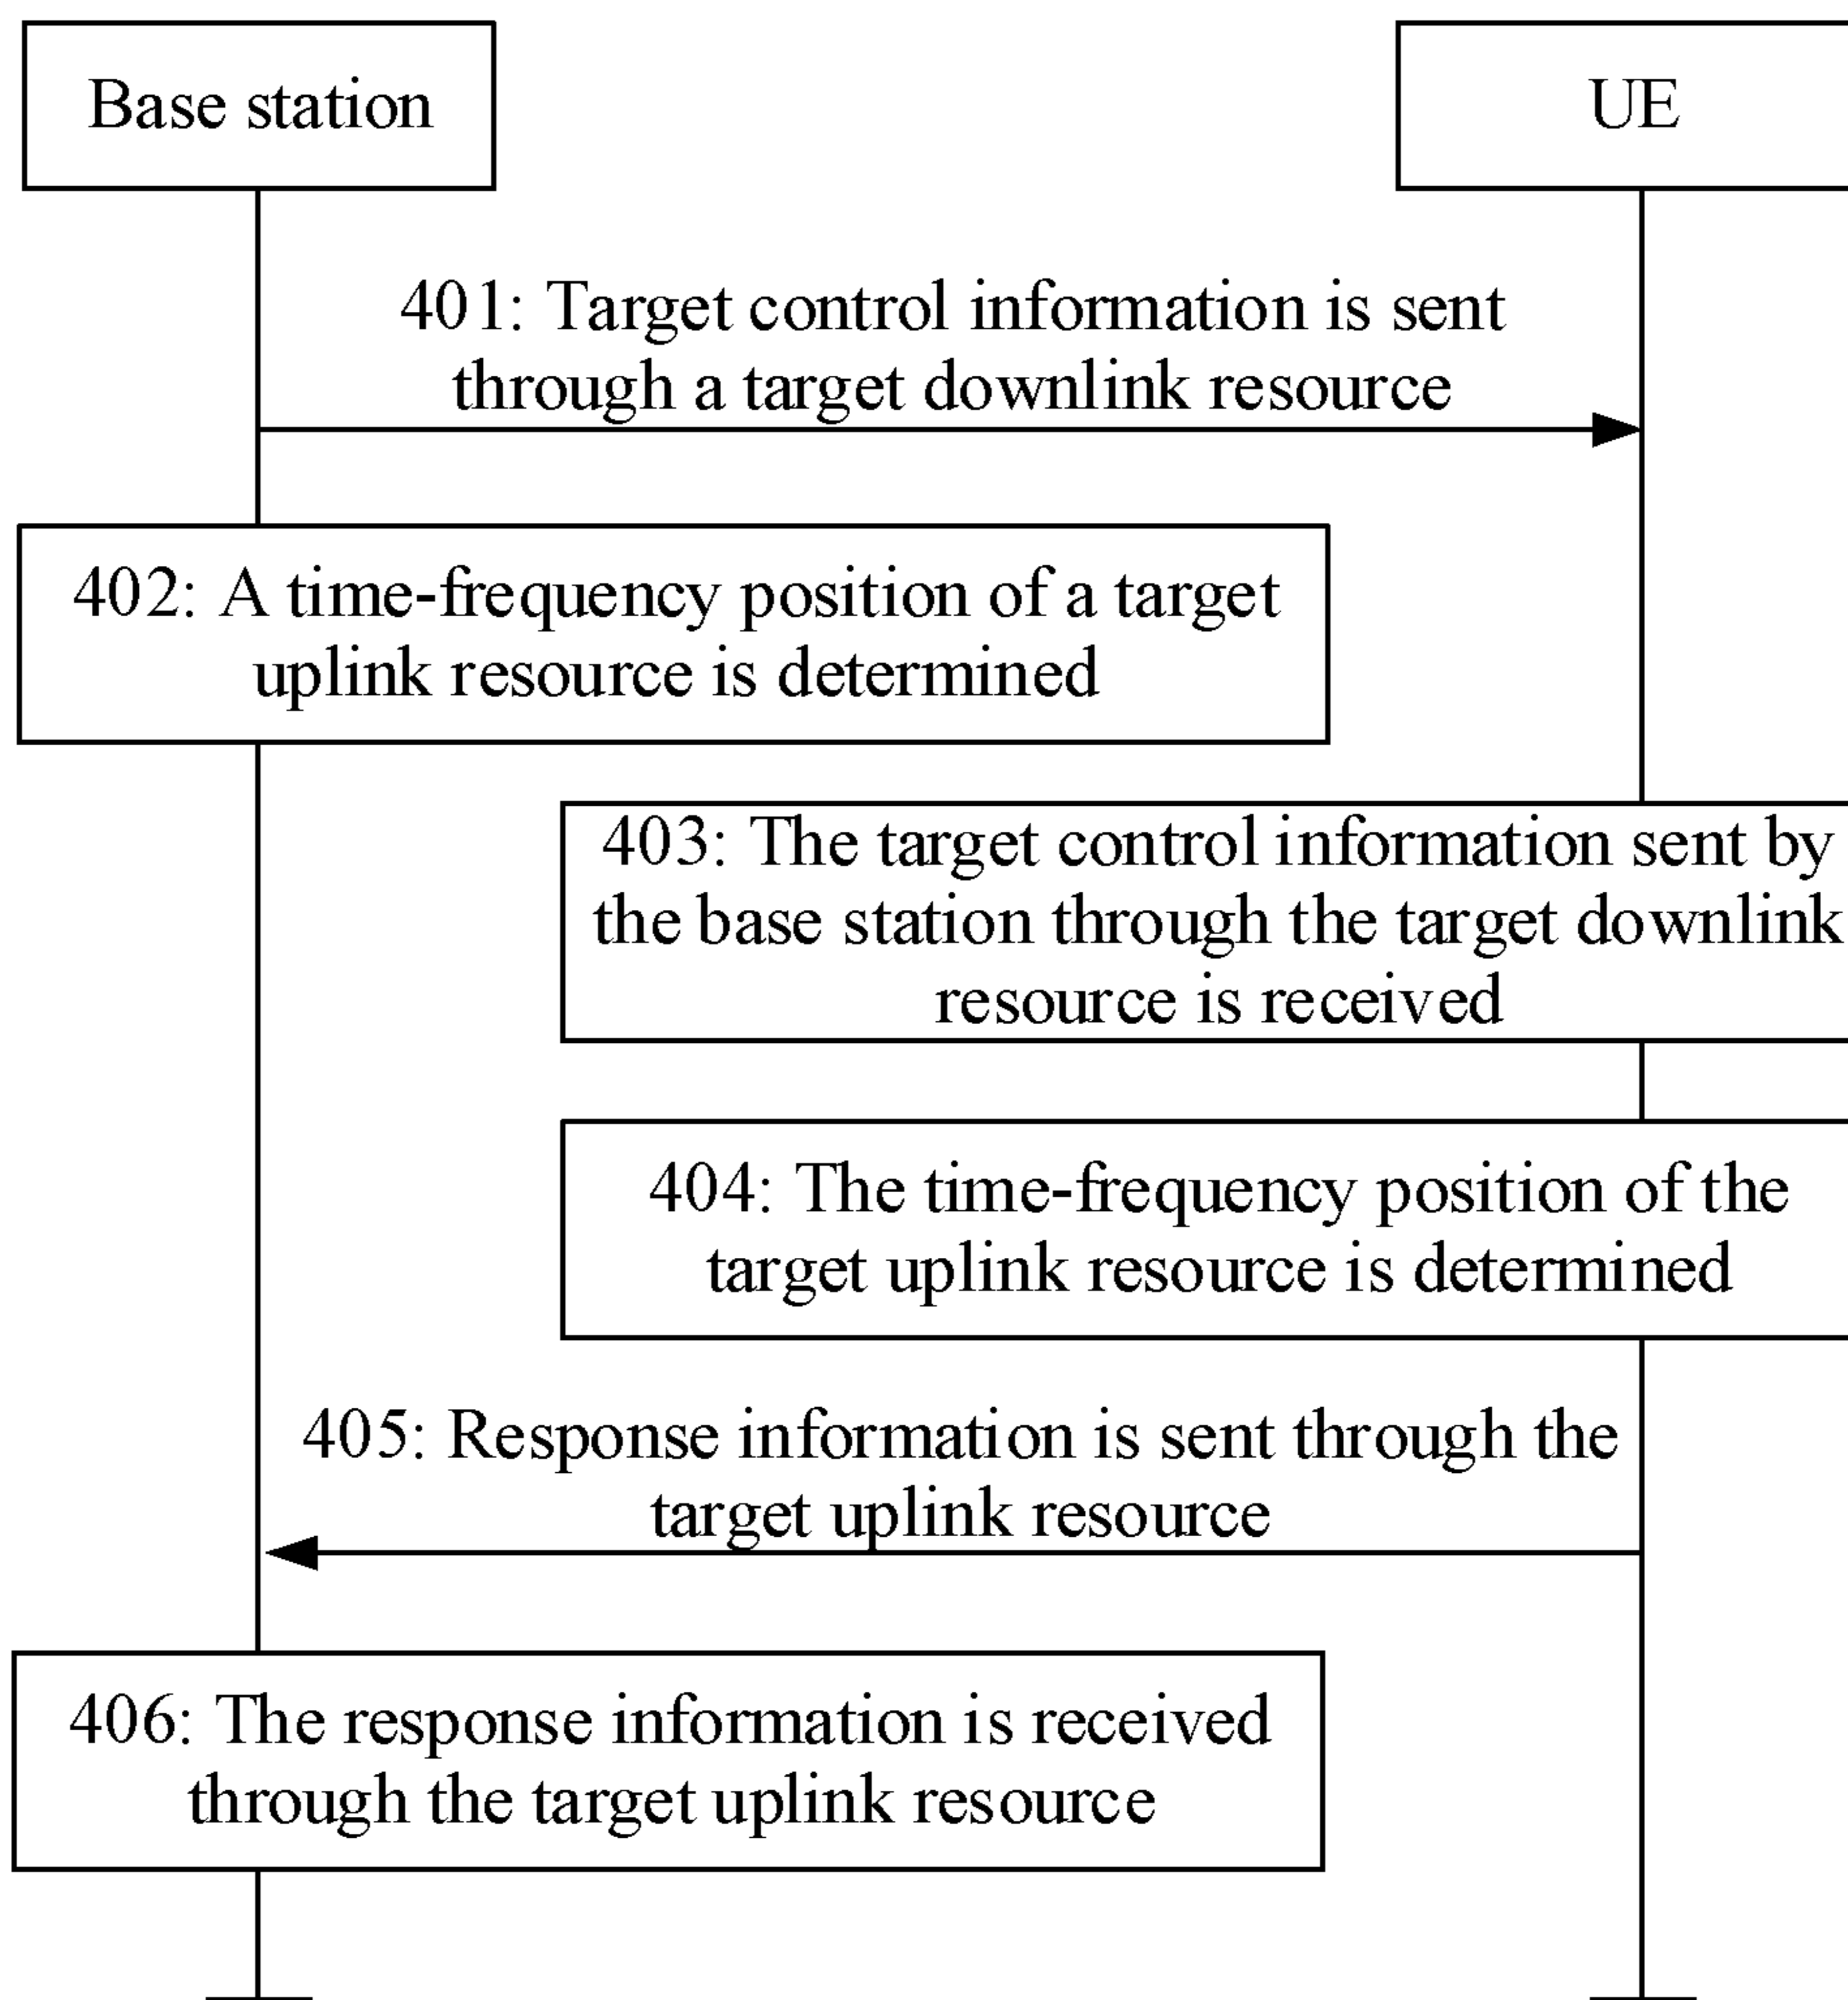 Base station
UE
401: Target control information is sent
through a target downlink resource
402: A time-frequency position of a target
uplink resource is determined
403: The target control information sent by
the base station through the target downlink
resource is received
404: The time-frequency position of the
target uplink resource is determined
405: Response information is sent through the
target uplink resource
406: The response information is received
through the target uplink resource